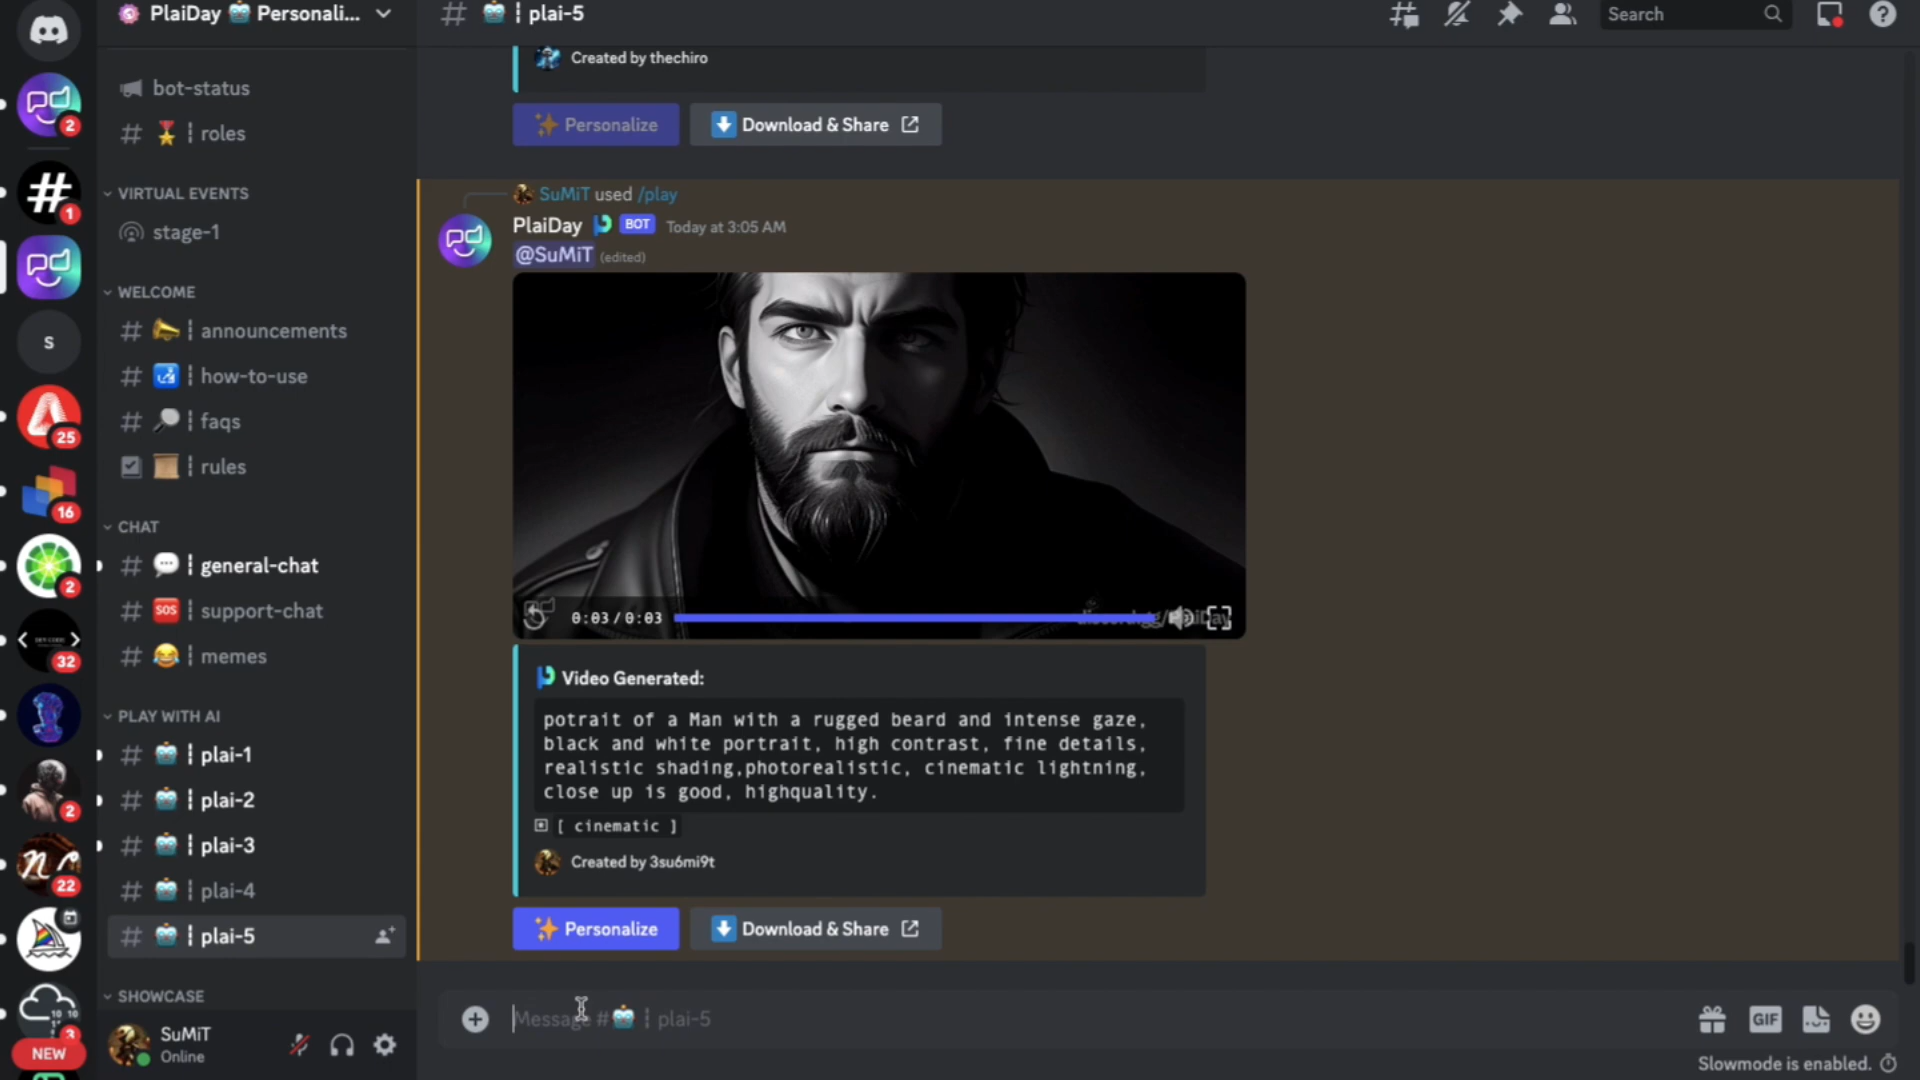 PlaiDay Personali...
plai-5
Search
bot-status
roles
VIRTUAL EVENTS
stage-1
WELCOME
announcements
how-to-use
faqs
rules
CHAT
general-chat
support-chat
memes
PLAY WITH AI
plai-1
plai-2
plai-3
plai-4
plai-5
SHOWCASE
SuMiT
Online
2
1
S
25
16
2
32
2
22
3
NEW
Created by thechiro
Personalize
Download & Share
SuMiT used /play
PlaiDay BOT Today at 3:05 AM
@SuMiT (edited)
0:03 / 0:03
Video Generated:
potrait of a Man with a rugged beard and intense gaze,
black and white portrait, high contrast, fine details,
realistic shading,photorealistic, cinematic lightning,
close up is good, highquality.
[ cinematic ]
Created by 3su6mi9t
Personalize
Download & Share
Message # plai-5
GIF
Slowmode is enabled.